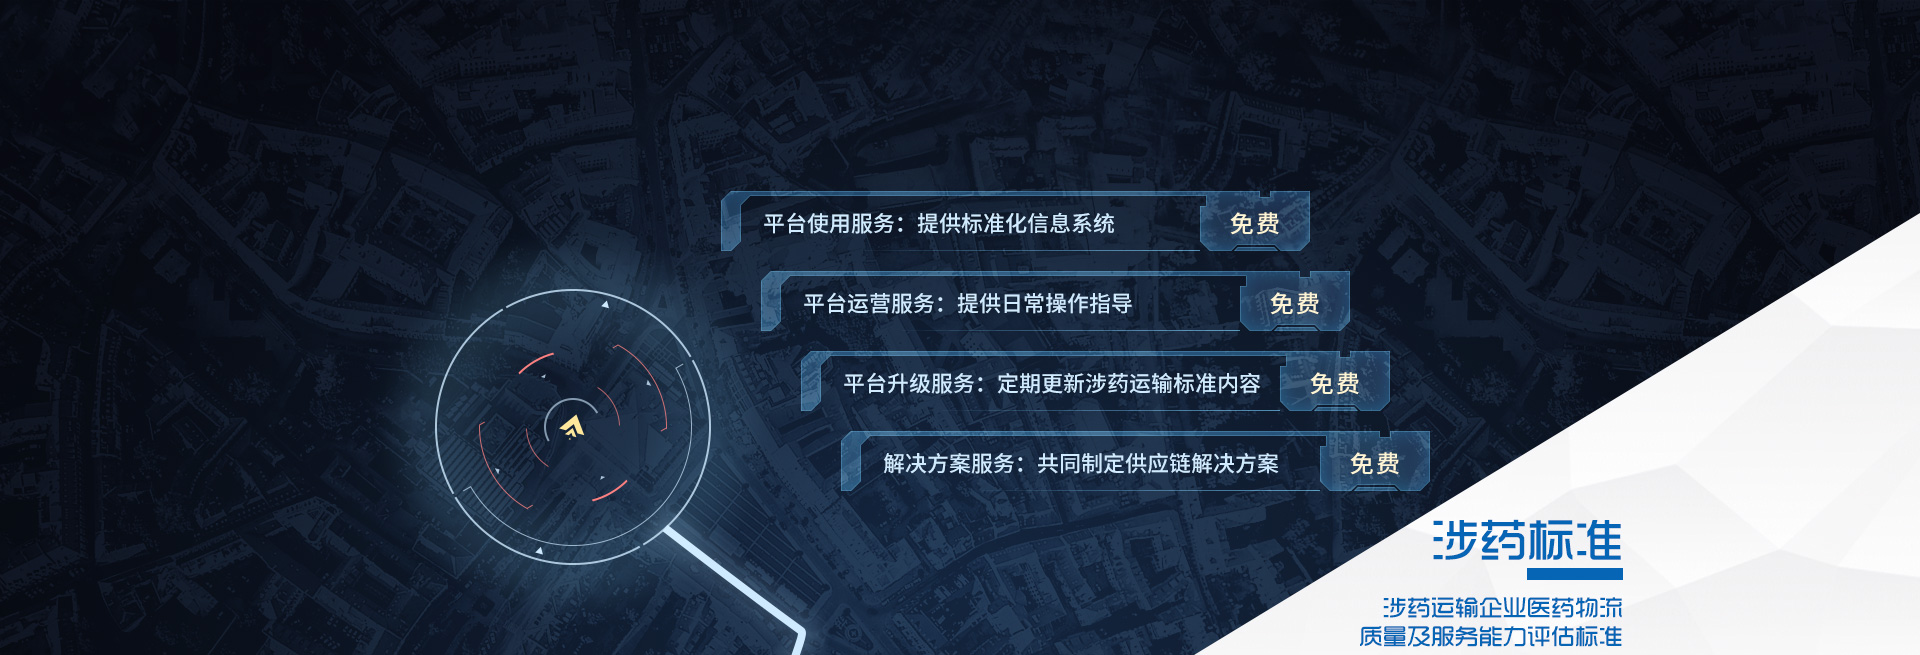 平台使用服务：提供标准化信息系统 免费
平台运营服务：提供日常操作指导 免费
平台升级服务：定期更新涉药运输标准内容 免费
解决方案服务：共同制定供应链解决方案 免费
涉药标准
涉药运输企业医药物流
质量及服务能力评估标准